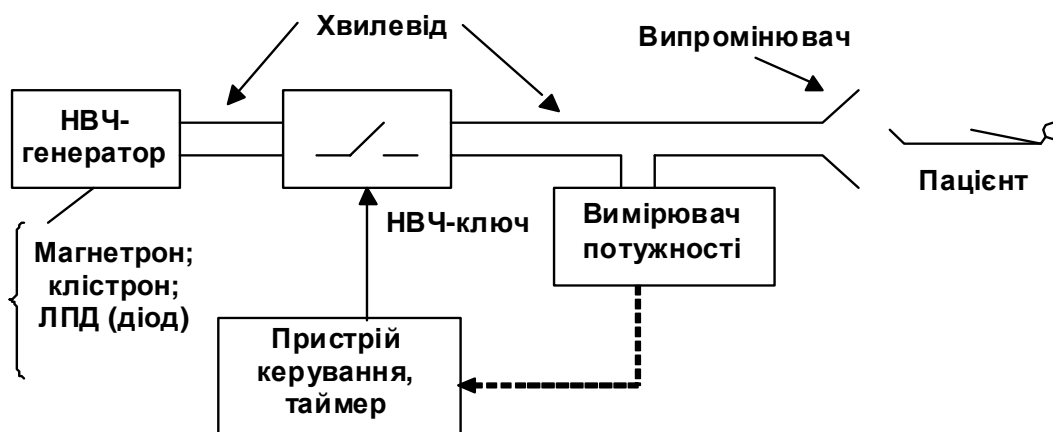 Хвилевід
Випромінювач
НВЧ-
генератор
Пацієнт
НВЧ-ключ
Вимірювач
потужності
Магнетрон;
клістрон;
ЛПД (діод)
Пристрій
керування,
таймер